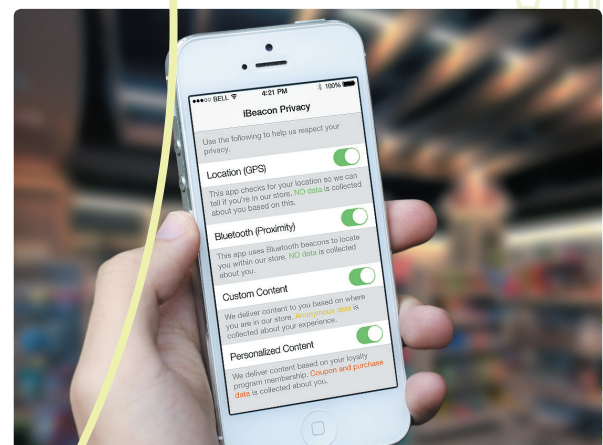 ●●●○○ BELL 4:21 PM 100%
iBeacon Privacy
Use the following to help us respect your
privacy.
Location (GPS)
This app checks for your location so we can
tell if you're in our store. NO data is collected
about you based on this.
Bluetooth (Proximity)
This app uses Bluetooth beacons to locate
you within our store. NO data is collected
about you.
Custom Content
We deliver content to you based on where
you are in our store. Anonymous data is
collected about your experience.
Personalized Content
We deliver content based on your loyalty
program membership. Coupon and purchase
data is collected about you.